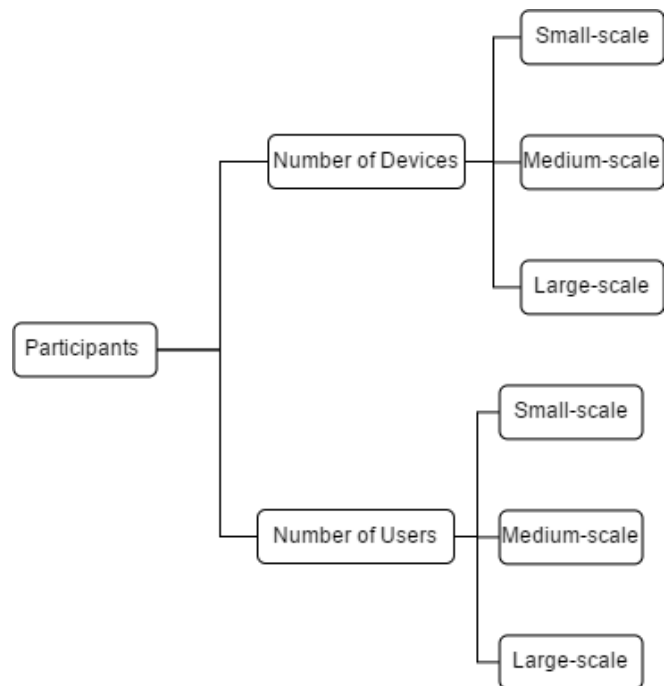 Participants
Number of Devices
Small-scale
Medium-scale
Large-scale
Number of Users
Small-scale
Medium-scale
Large-scale